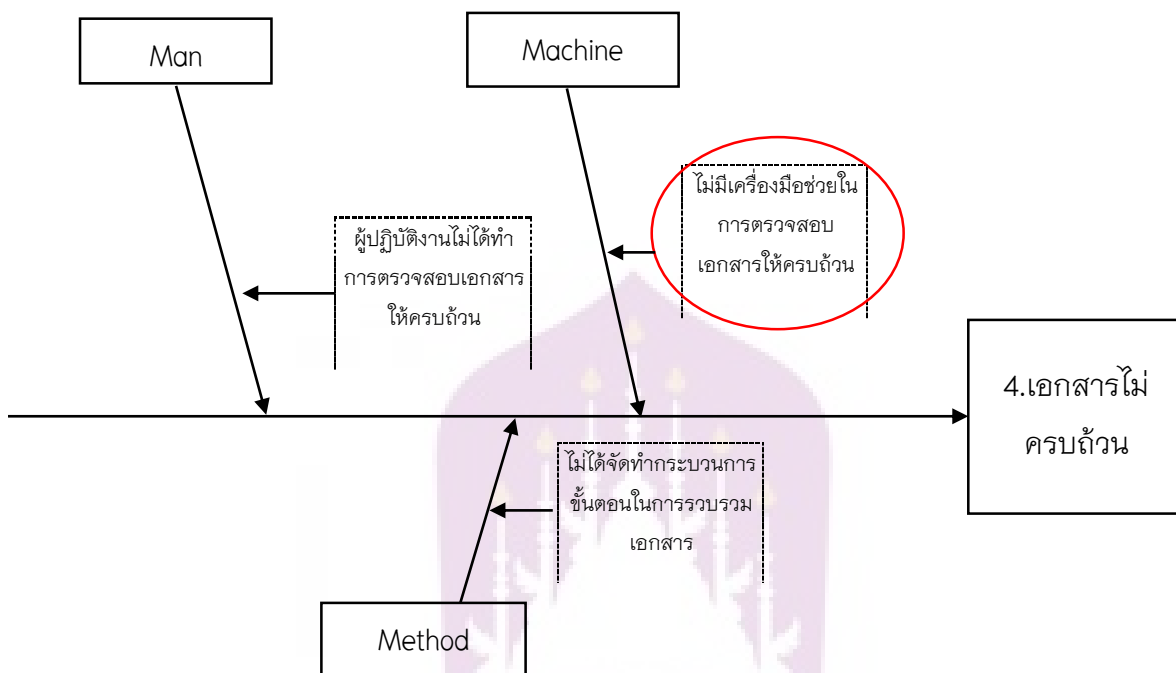 Man
Machine
ไม่มีเครื่องมือช่วยใน
การตรวจสอบ
เอกสารให้ครบถ้วน
ผู้ปฏิบัติงานไม่ได้ทำ
การตรวจสอบเอกสาร
ให้ครบถ้วน
4.เอกสารไม่
ครบถ้วน
ไม่ได้จัดทำกระบวนการ
ขั้นตอนในการรวบรวม
เอกสาร
Method